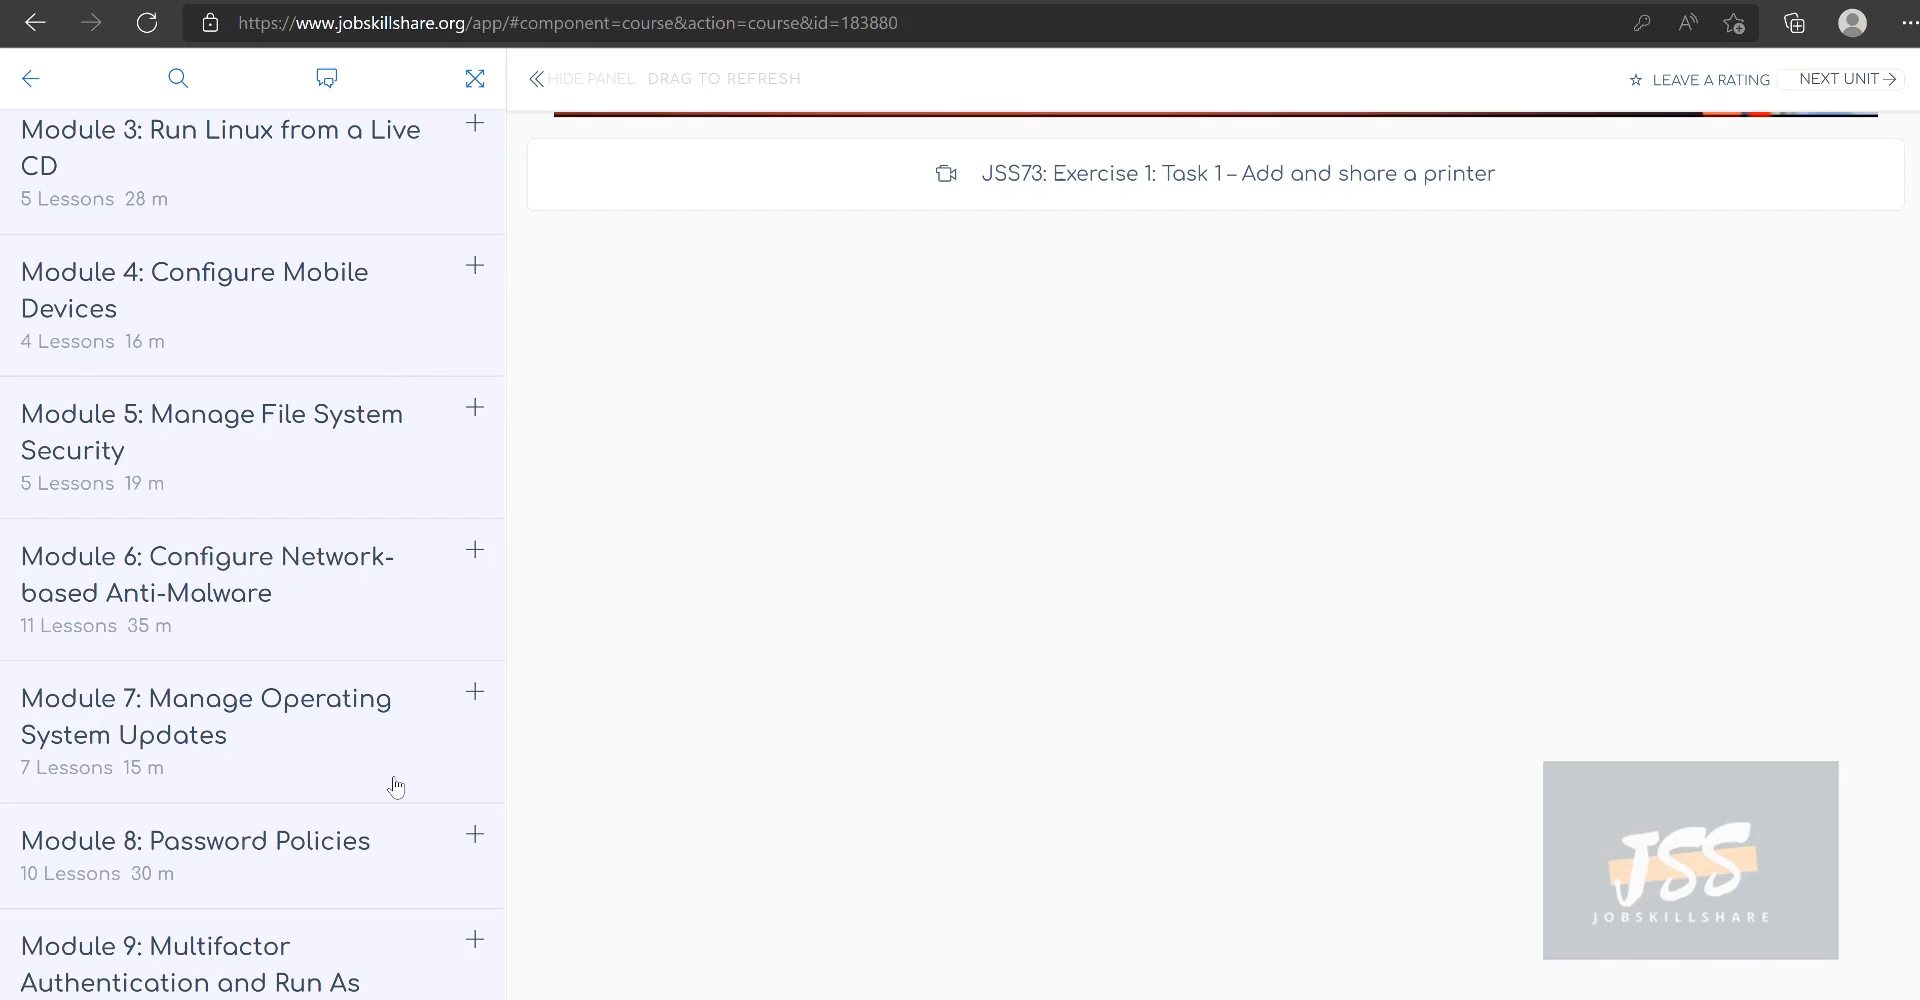 https://www.jobskillshare.org/app/#component=course&action=course&id=183880
HIDE PANEL DRAG TO REFRESH
LEAVE A RATING
NEXT UNIT
Module 3: Run Linux from a Live
CD
5 Lessons 28 m
Module 4: Configure Mobile
Devices
4 Lessons 16 m
Module 5: Manage File System
Security
5 Lessons 19 m
Module 6: Configure Network-
based Anti-Malware
11 Lessons 35 m
Module 7: Manage Operating
System Updates
7 Lessons 15 m
Module 8: Password Policies
10 Lessons 30 m
Module 9: Multifactor
Authentication and Run As
JSS73: Exercise 1: Task 1 – Add and share a printer
JSS
JOBSKILLSHARE